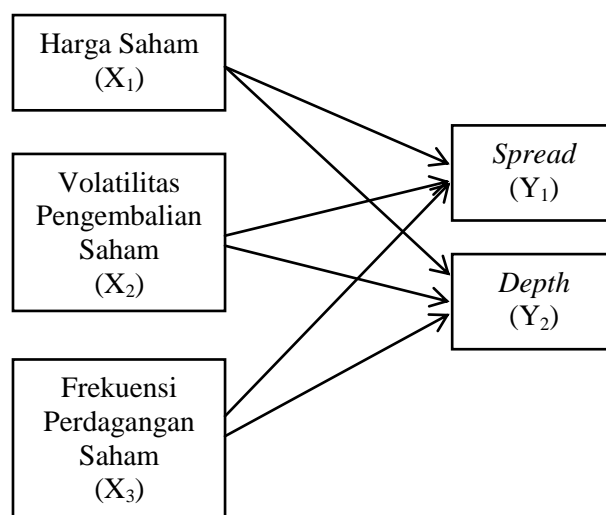 Harga Saham
(X₁)
Volatilitas
Pengembalian
Saham
(X₂)
Frekuensi
Perdagangan
Saham
(X₃)
Spread
(Y₁)
Depth
(Y₂)